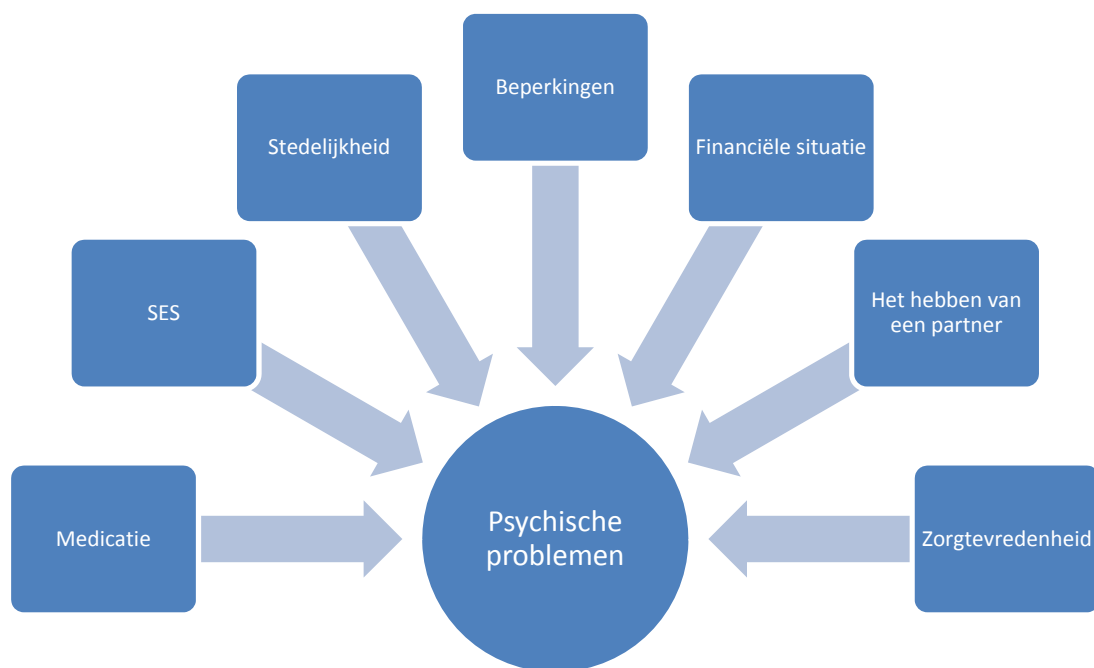 Beperkingen
Stedelijkheid
Financiële situatie
SES
Het hebben van
een partner
Medicatie
Psychische
problemen
Zorgtevredenheid